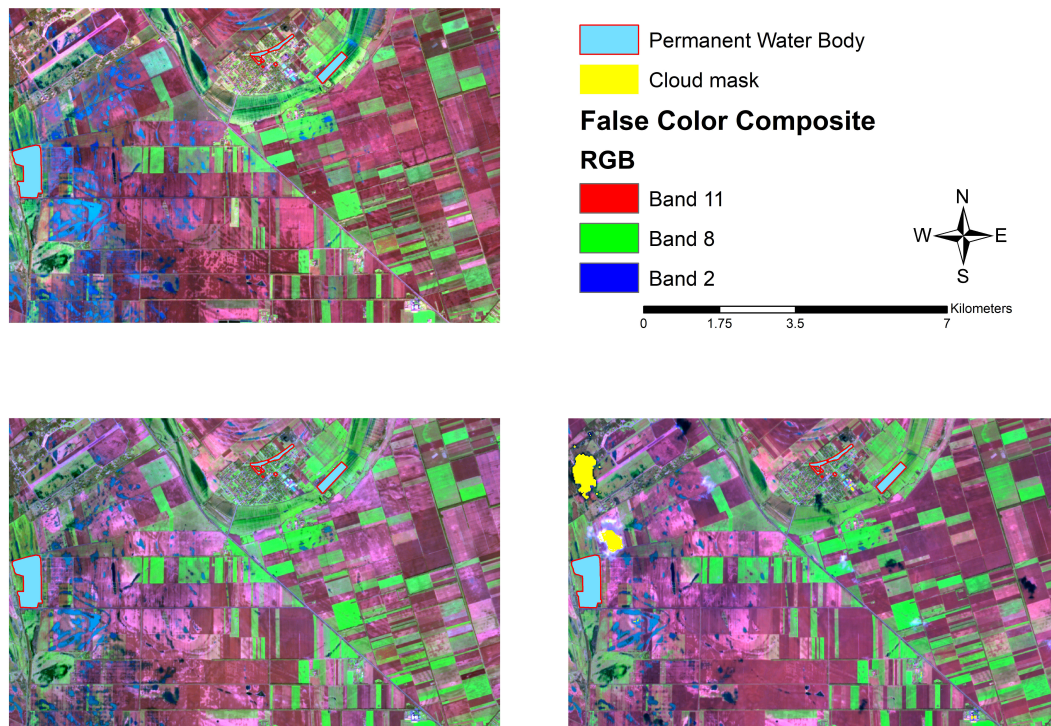 Permanent Water Body
Cloud mask
False Color Composite
RGB
Band 11
Band 8
Band 2
N
W E
S
Kilometers
0 1.75 3.5 7